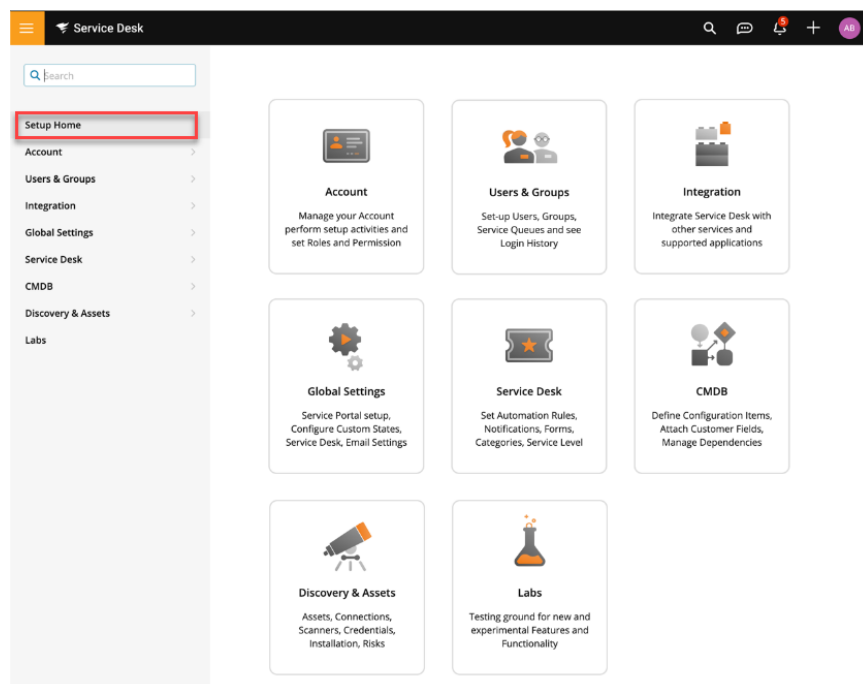 Service Desk
5
AB
Search
Setup Home
Account
Users & Groups
Integration
Global Settings
Service Desk
CMDB
Discovery & Assets
Labs
Account
Manage your Account
perform setup activities and
set Roles and Permission
Users & Groups
Set-up Users, Groups,
Service Queues and see
Login History
Integration
Integrate Service Desk with
other services and
supported applications
Global Settings
Service Portal setup,
Configure Custom States,
Service Desk, Email Settings
Service Desk
Set Automation Rules,
Notifications, Forms,
Categories, Service Level
CMDB
Define Configuration Items,
Attach Customer Fields,
Manage Dependencies
Discovery & Assets
Assets, Connections,
Scanners, Credentials,
Installation, Risks
Labs
Testing ground for new and
experimental Features and
Functionality